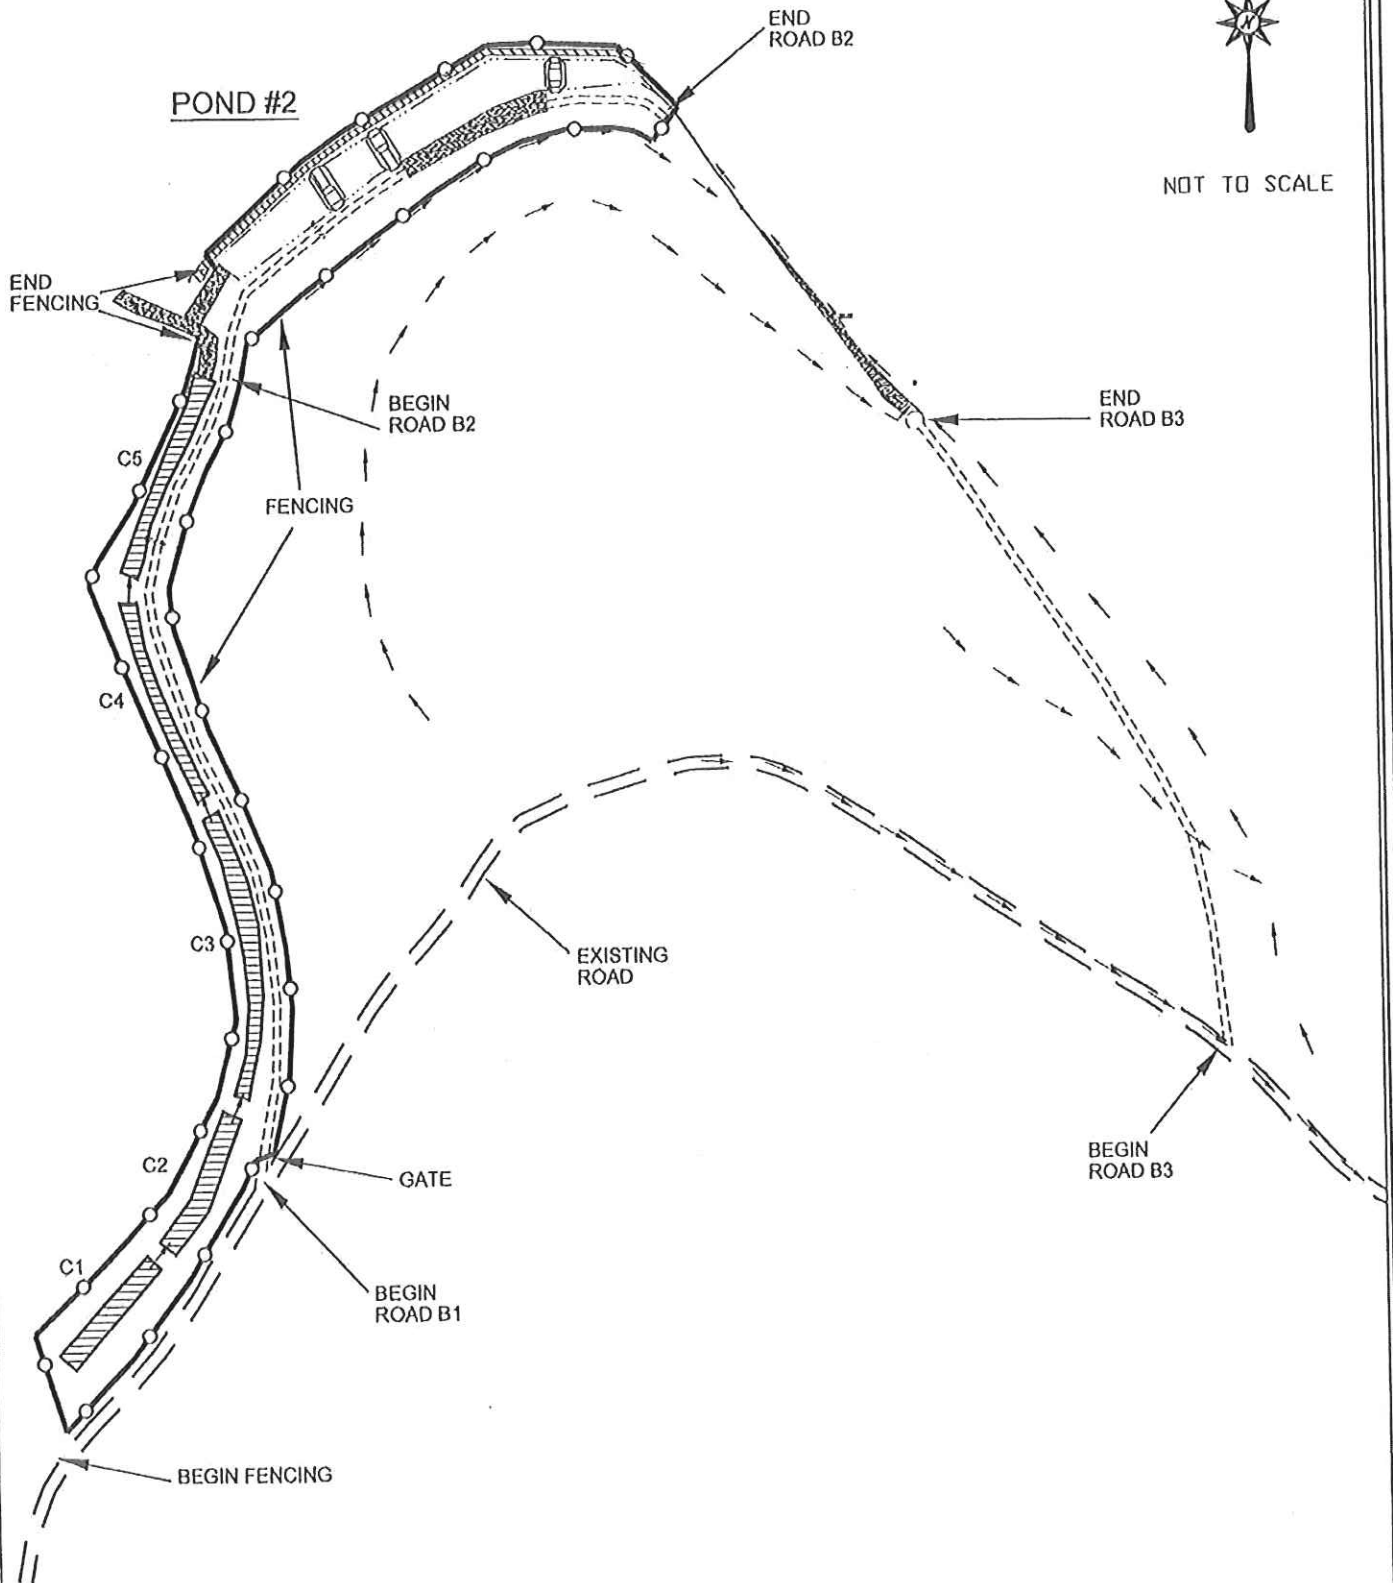 END
ROAD B2
N
POND #2
NOT TO SCALE
END
FENCING
BEGIN
ROAD B2
END
ROAD B3
C5
FENCING
C4
C3
EXISTING
ROAD
C2
GATE
BEGIN
ROAD B3
C1
BEGIN
ROAD B1
BEGIN FENCING